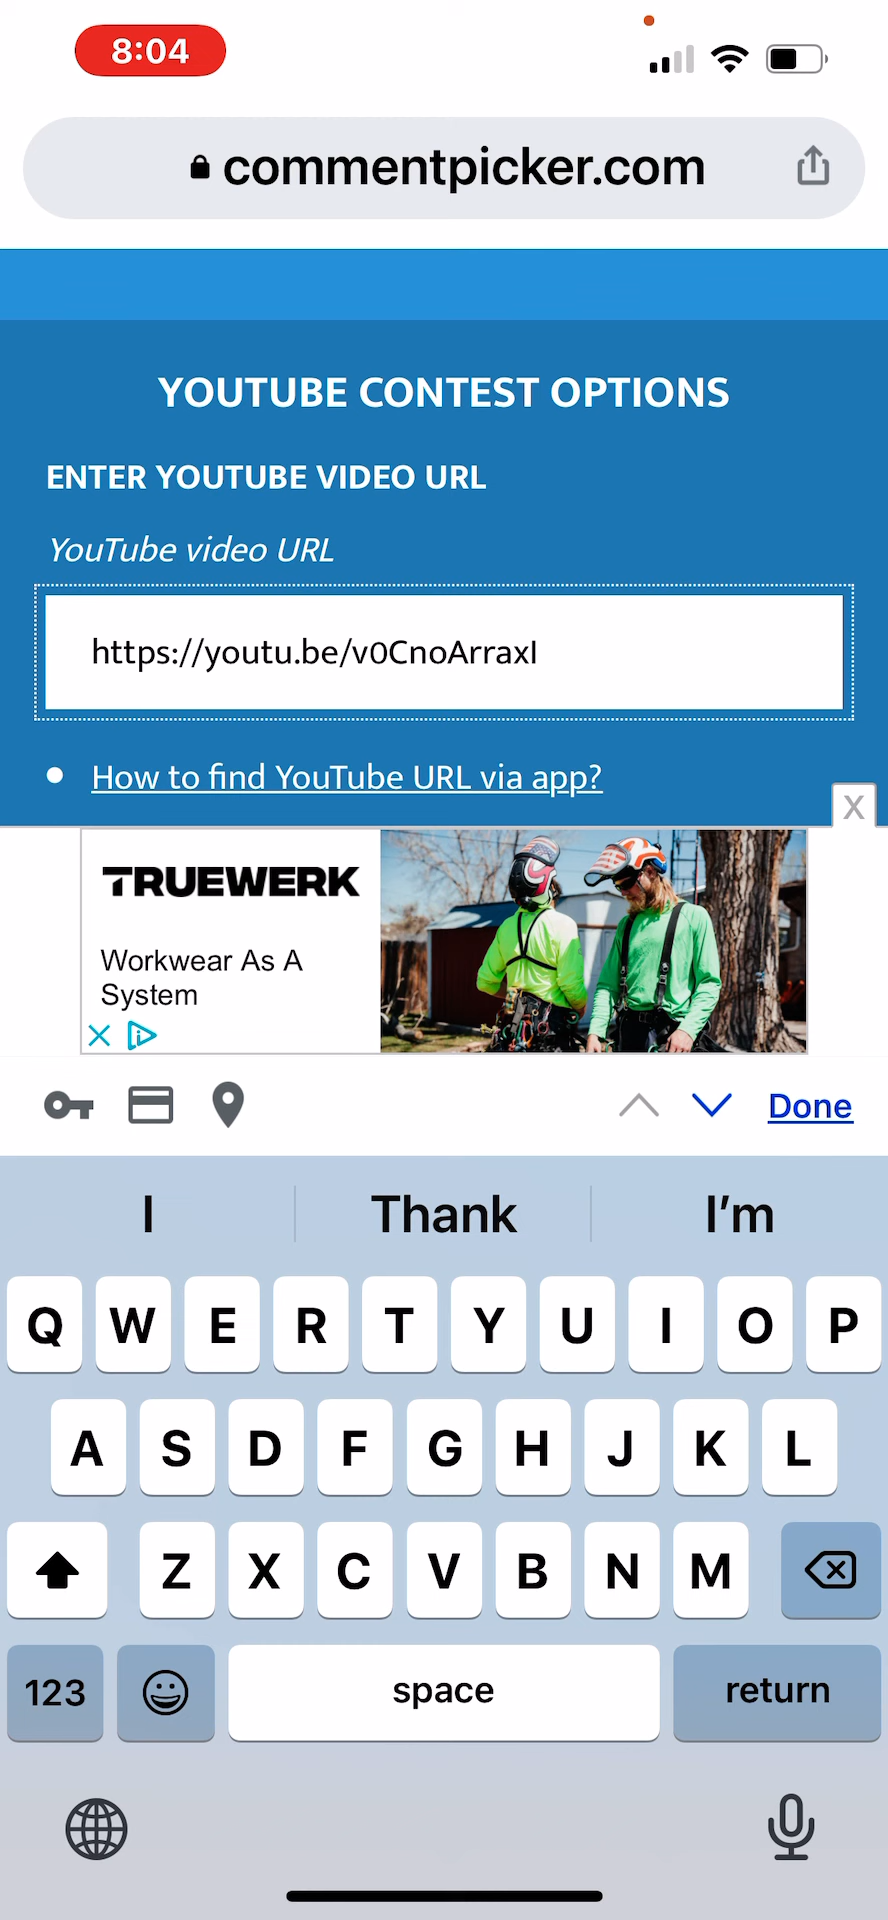 8:04
commentpicker.com
YOUTUBE CONTEST OPTIONS
ENTER YOUTUBE VIDEO URL
YouTube video URL
https://youtu.be/v0CnoArraxI
How to find YouTube URL via app?
X
TRUEWERK
Workwear As A
System
Done
I Thank I'm
Q W E R T Y U I O P
A S D F G H J K L
Z X C V B N M
123 space return